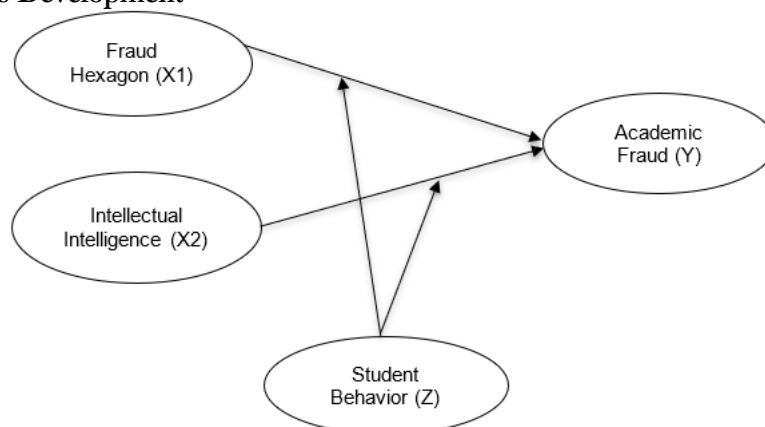 Development
Fraud
Hexagon (X1)
Academic
Fraud (Y)
Intellectual
Intelligence (X2)
Student
Behavior (Z)